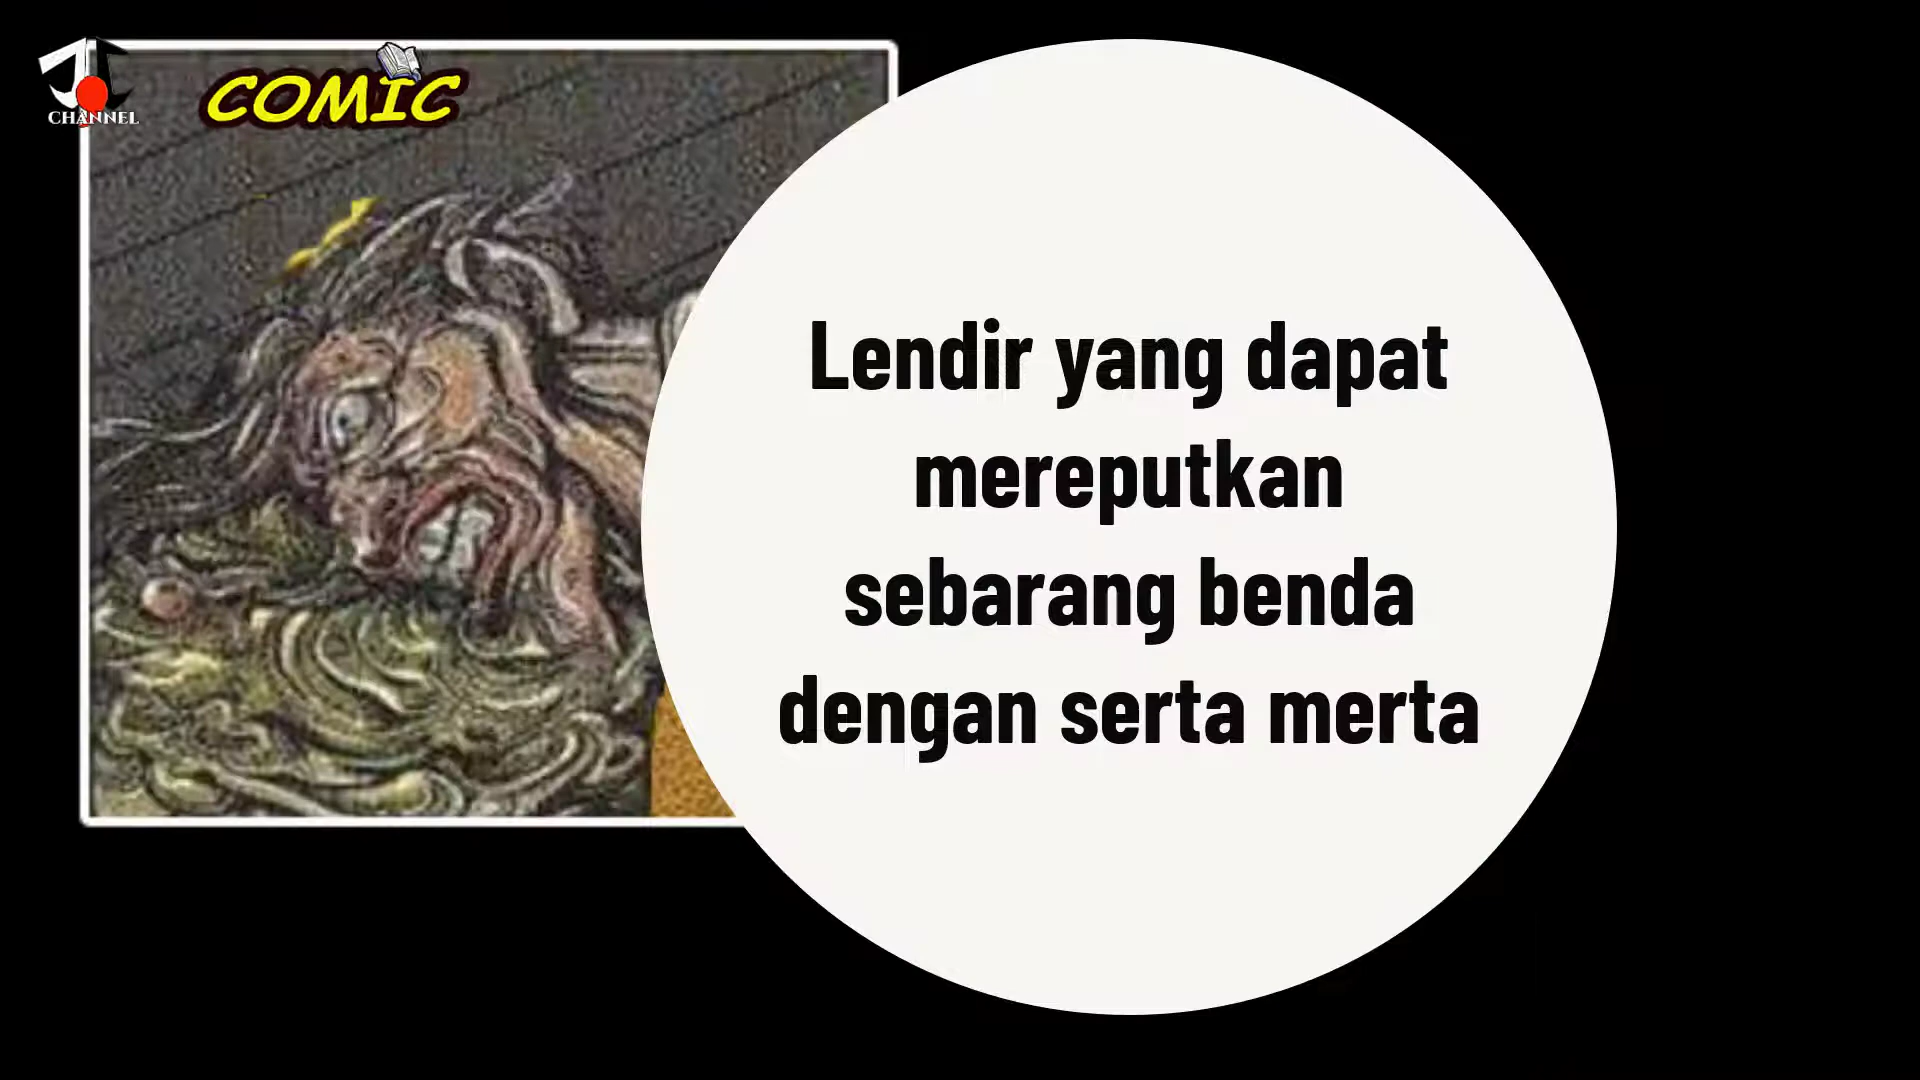 CHANNEL
COMIC
Lendir yang dapat
mereputkan
sebarang benda
dengan serta merta